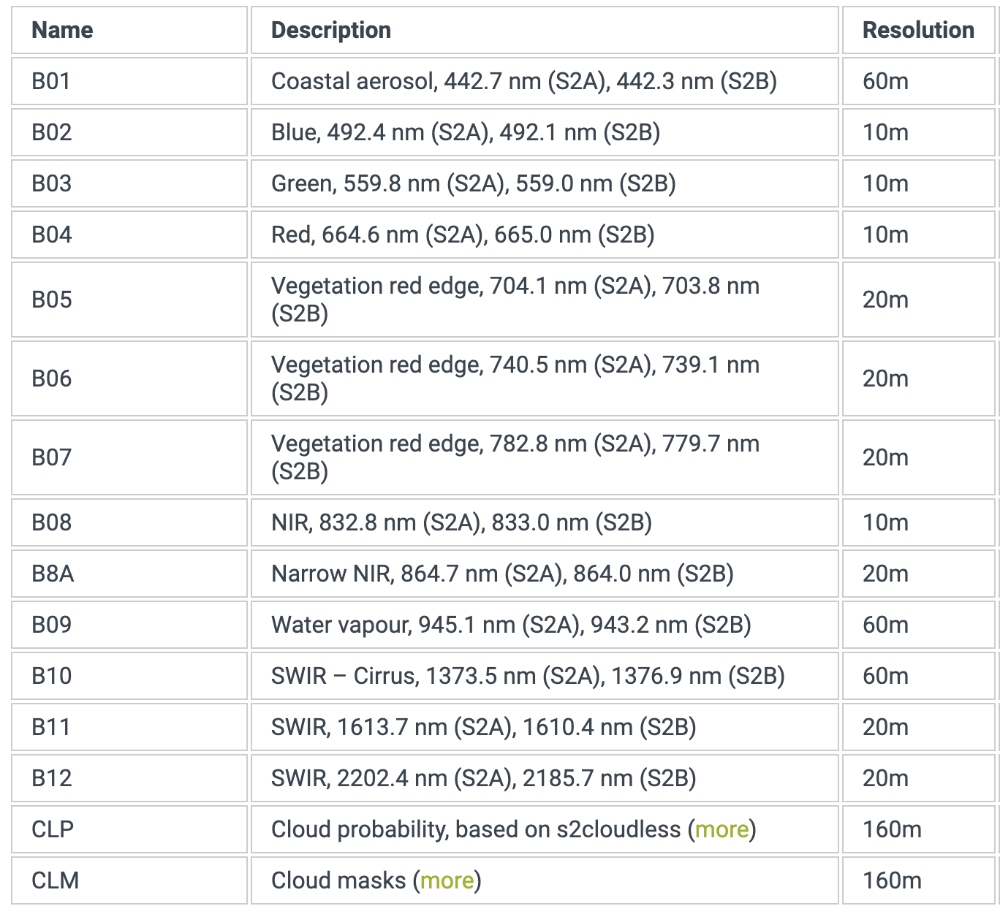 Name Description Resolution
B01 Coastal aerosol, 442.7 nm (S2A), 442.3 nm (S2B) 60m
B02 Blue, 492.4 nm (S2A), 492.1 nm (S2B) 10m
B03 Green, 559.8 nm (S2A), 559.0 nm (S2B) 10m
B04 Red, 664.6 nm (S2A), 665.0 nm (S2B) 10m
B05 Vegetation red edge, 704.1 nm (S2A), 703.8 nm
(S2B) 20m
B06 Vegetation red edge, 740.5 nm (S2A), 739.1 nm
(S2B) 20m
B07 Vegetation red edge, 782.8 nm (S2A), 779.7 nm
(S2B) 20m
B08 NIR, 832.8 nm (S2A), 833.0 nm (S2B) 10m
B8A Narrow NIR, 864.7 nm (S2A), 864.0 nm (S2B) 20m
B09 Water vapour, 945.1 nm (S2A), 943.2 nm (S2B) 60m
B10 SWIR – Cirrus, 1373.5 nm (S2A), 1376.9 nm (S2B) 60m
B11 SWIR, 1613.7 nm (S2A), 1610.4 nm (S2B) 20m
B12 SWIR, 2202.4 nm (S2A), 2185.7 nm (S2B) 20m
CLP Cloud probability, based on s2cloudless (more) 160m
CLM Cloud masks (more) 160m